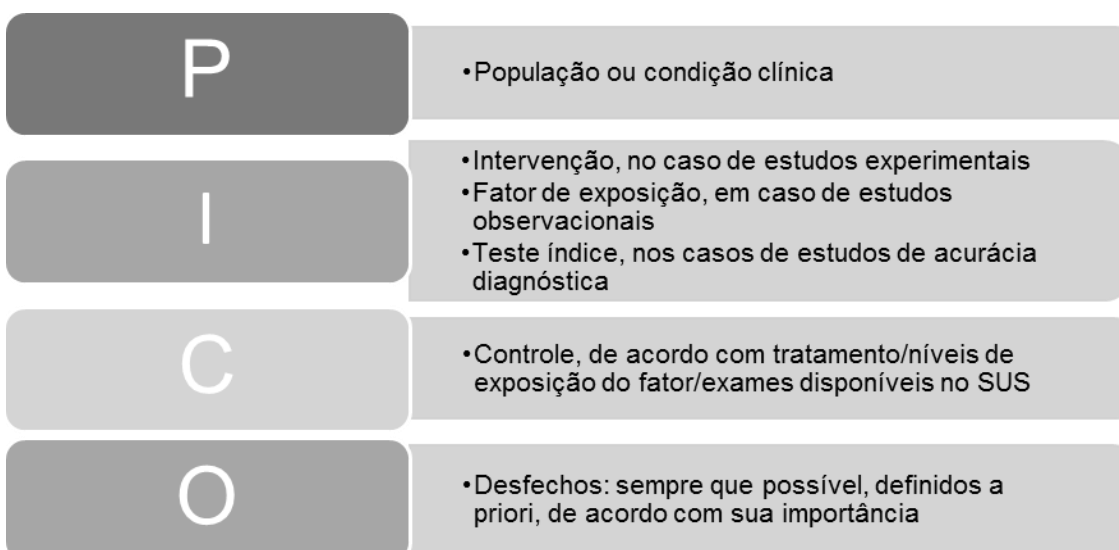 P
•População ou condição clínica
I
•Intervenção, no caso de estudos experimentais
•Fator de exposição, em caso de estudos
observacionais
•Teste índice, nos casos de estudos de acurácia
diagnóstica
C
•Controle, de acordo com tratamento/níveis de
exposição do fator/exames disponíveis no SUS
O
•Desfechos: sempre que possível, definidos a
priori, de acordo com sua importância